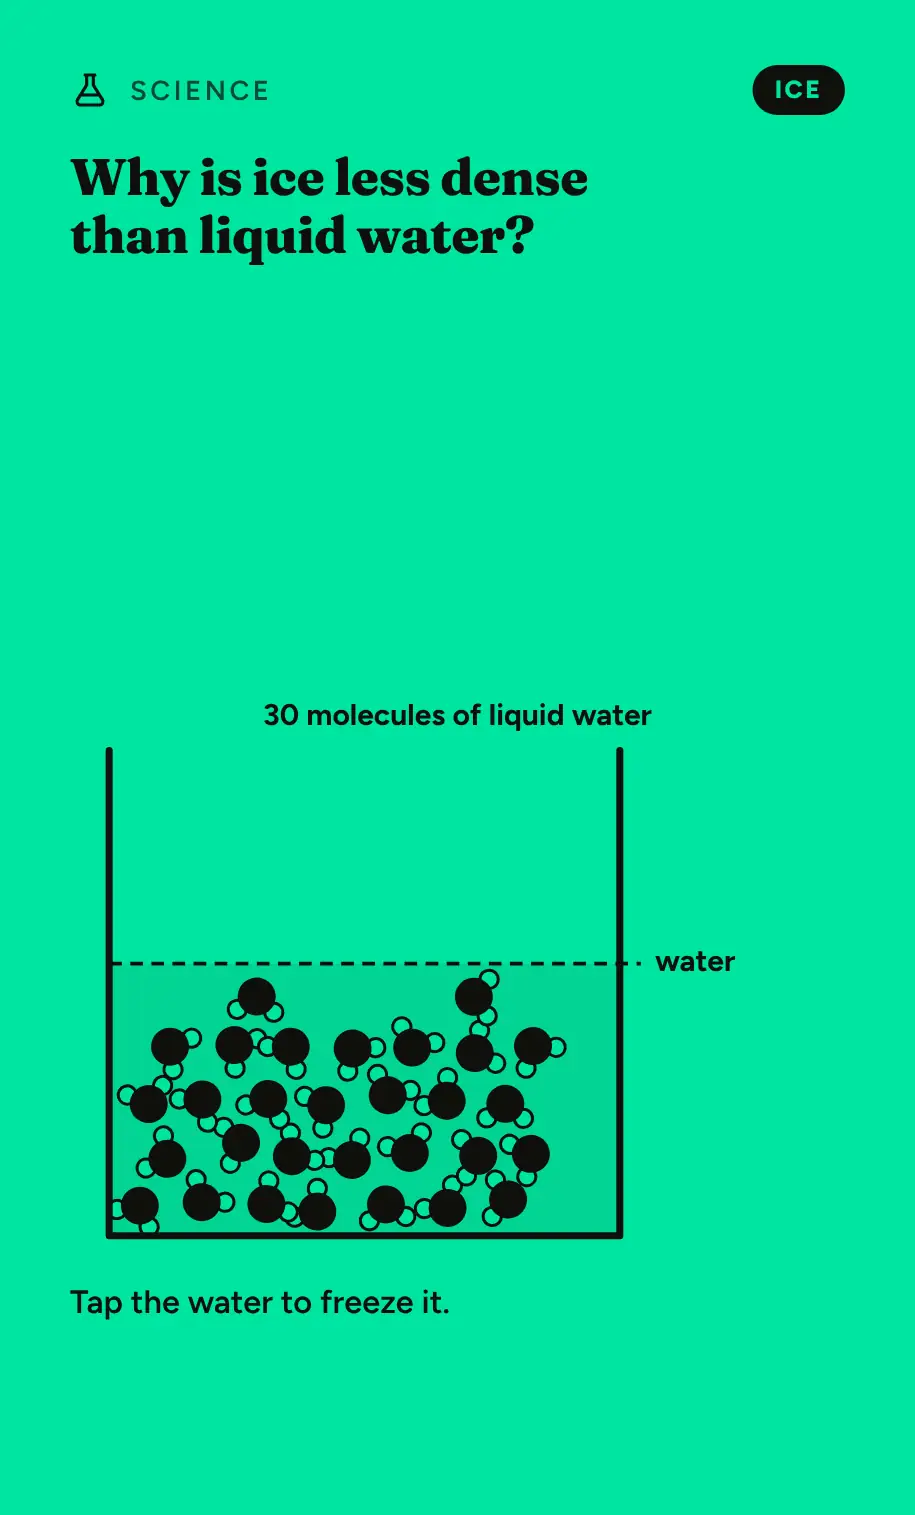 SCIENCE
ICE
Why is ice less dense
than liquid water?
30 molecules of liquid water
water
Tap the water to freeze it.